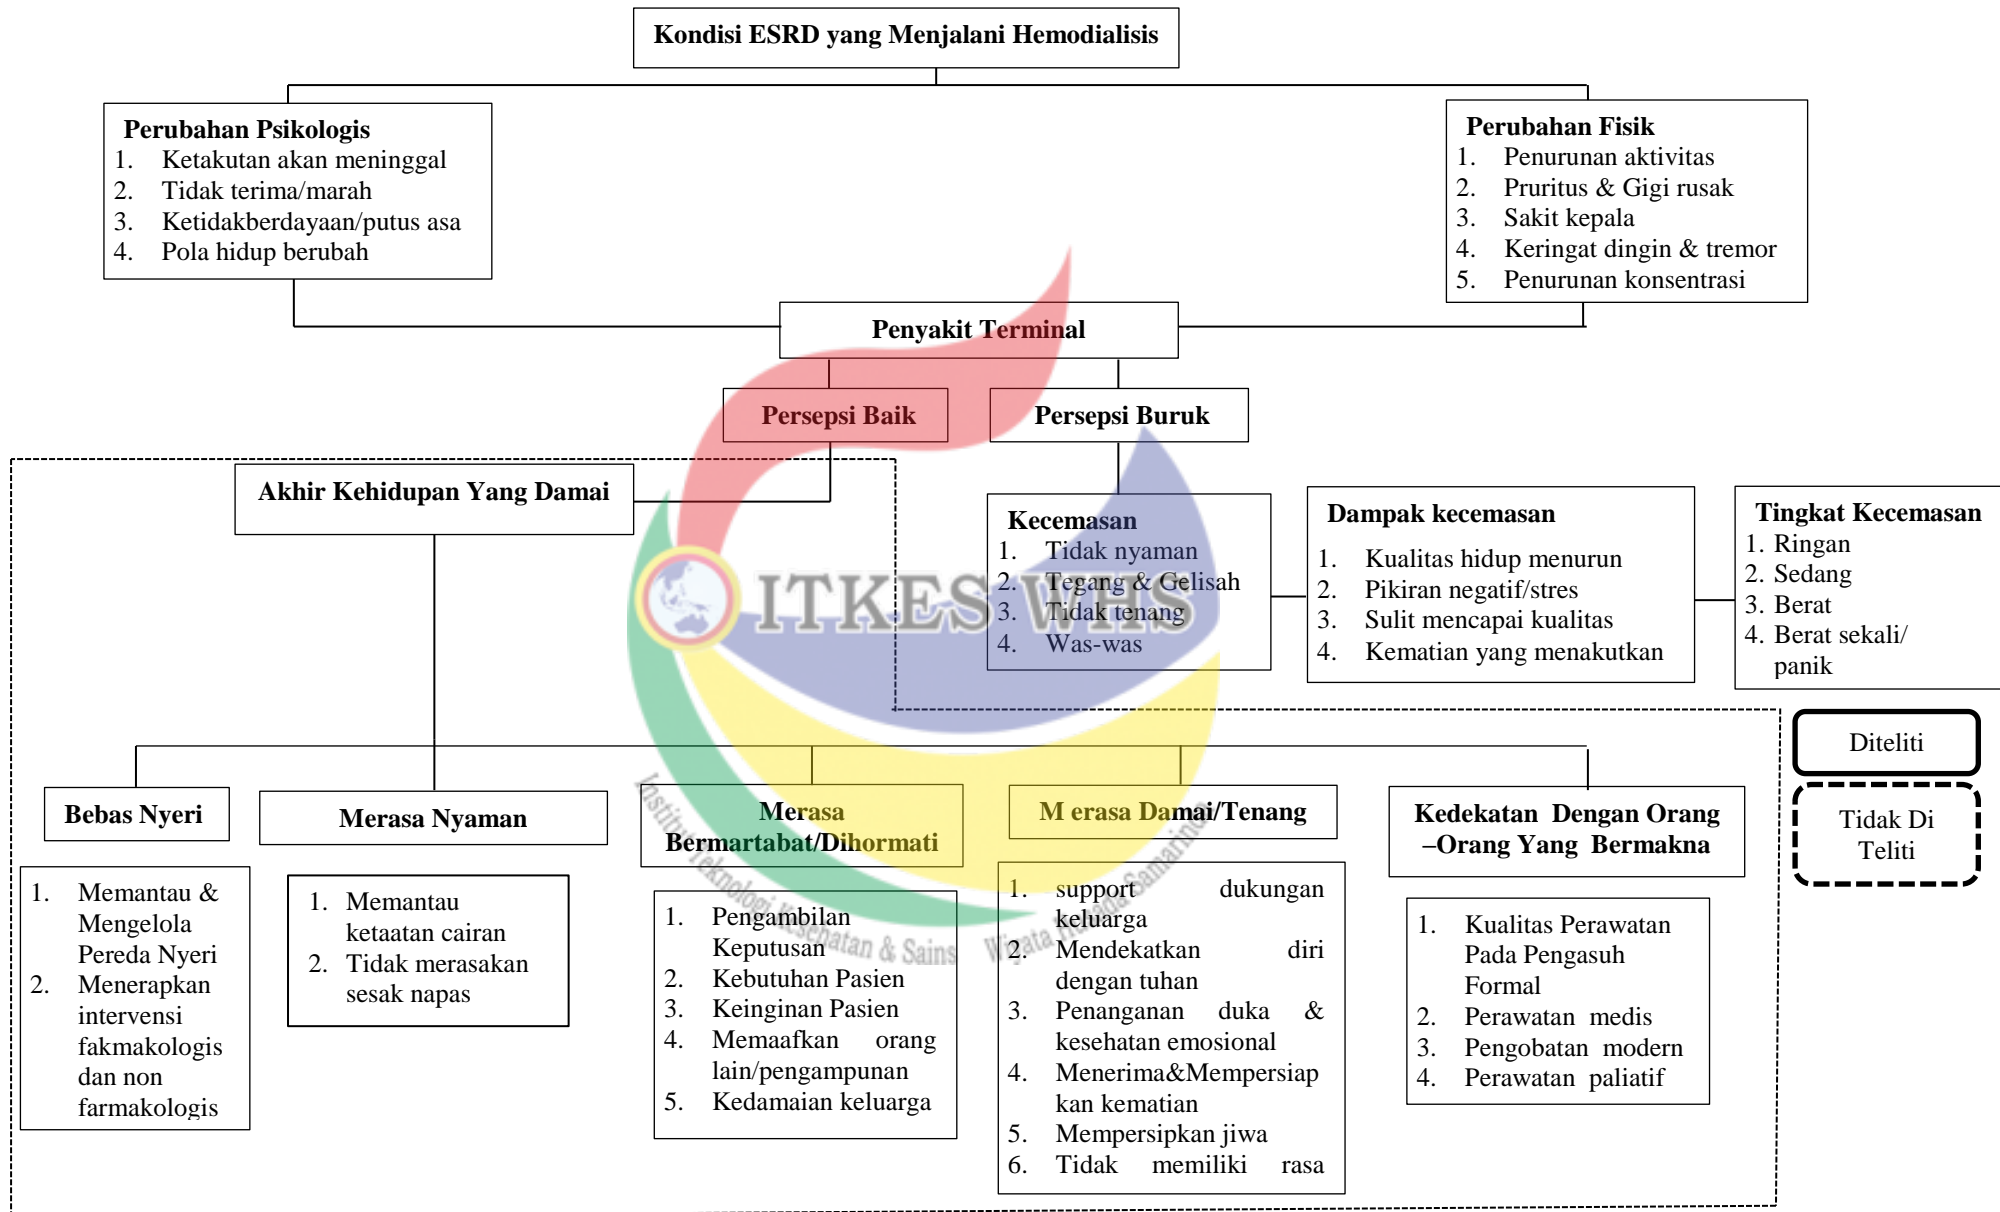 Kondisi ESRD yang Menjalani Hemodialisis
Perubahan Psikologis
1. Ketakutan akan meninggal
2. Tidak terima/marah
3. Ketidakberdayaan/putus asa
4. Pola hidup berubah
Perubahan Fisik
1. Penurunan aktivitas
2. Pruritus & Gigi rusak
3. Sakit kepala
4. Keringat dingin & tremor
5. Penurunan konsentrasi
Penyakit Terminal
Persepsi Baik
Persepsi Buruk
Akhir Kehidupan Yang Damai
Kecemasan
1. Tidak nyaman
2. Tegang & Gelisah
3. Tidak tenang
4. Was-was
Dampak kecemasan
1. Kualitas hidup menurun
2. Pikiran negatif/stres
3. Sulit mencapai kualitas
4. Kematian yang menakutkan
Tingkat Kecemasan
1. Ringan
2. Sedang
3. Berat
4. Berat sekali/
panik
ITKES WHS
Institut Teknologi Kesehatan & Sains Wiyata Husada Samarinda
Diteliti
Tidak Di
Teliti
Bebas Nyeri
1. Memantau &
Mengelola
Pereda Nyeri
2. Menerapkan
intervensi
fakmakologis
dan non
farmakologis
Merasa Nyaman
1. Memantau
ketaatan cairan
2. Tidak merasakan
sesak napas
Merasa
Bermartabat/Dihormati
1. Pengambilan
Keputusan
2. Kebutuhan Pasien
3. Keinginan Pasien
4. Memaafkan orang
lain/pengampunan
5. Kedamaian keluarga
M erasa Damai/Tenang
1. support dukungan
keluarga
2. Mendekatkan diri
dengan tuhan
3. Penanganan duka &
kesehatan emosional
4. Menerima&Mempersiap
kan kematian
5. Mempersipkan jiwa
6. Tidak memiliki rasa
Kedekatan Dengan Orang
–Orang Yang Bermakna
1. Kualitas Perawatan
Pada Pengasuh
Formal
2. Perawatan medis
3. Pengobatan modern
4. Perawatan paliatif